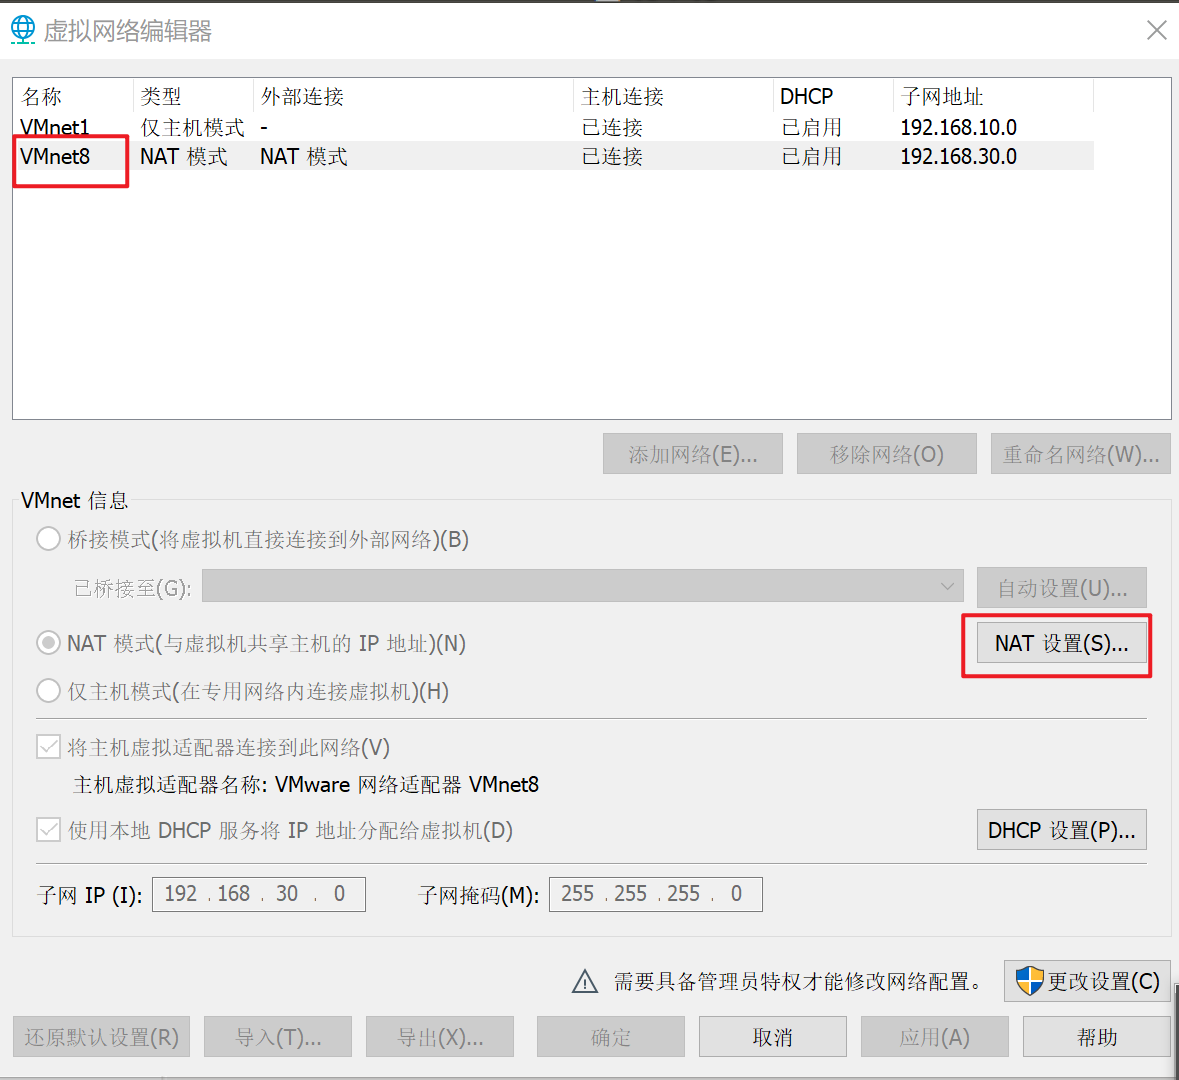 虚拟网络编辑器
名称 类型 外部连接 主机连接 DHCP 子网地址
VMnet1 仅主机模式 - 已连接 已启用 192.168.10.0
VMnet8 NAT 模式 NAT 模式 已连接 已启用 192.168.30.0
添加网络(E)... 移除网络(O) 重命名网络(W)...
VMnet 信息
桥接模式(将虚拟机直接连接到外部网络)(B)
已桥接至(G): 自动设置(U)...
NAT 模式(与虚拟机共享主机的 IP 地址)(N) NAT 设置(S)...
仅主机模式(在专用网络内连接虚拟机)(H)
将主机虚拟适配器连接到此网络(V)
主机虚拟适配器名称: VMware 网络适配器 VMnet8
使用本地 DHCP 服务将 IP 地址分配给虚拟机(D) DHCP 设置(P)...
子网 IP (I): 192 . 168 . 30 . 0 子网掩码(M): 255 . 255 . 255 . 0
需要具备管理员特权才能修改网络配置。 更改设置(C)
还原默认设置(R) 导入(T)... 导出(X)... 确定 取消 应用(A) 帮助